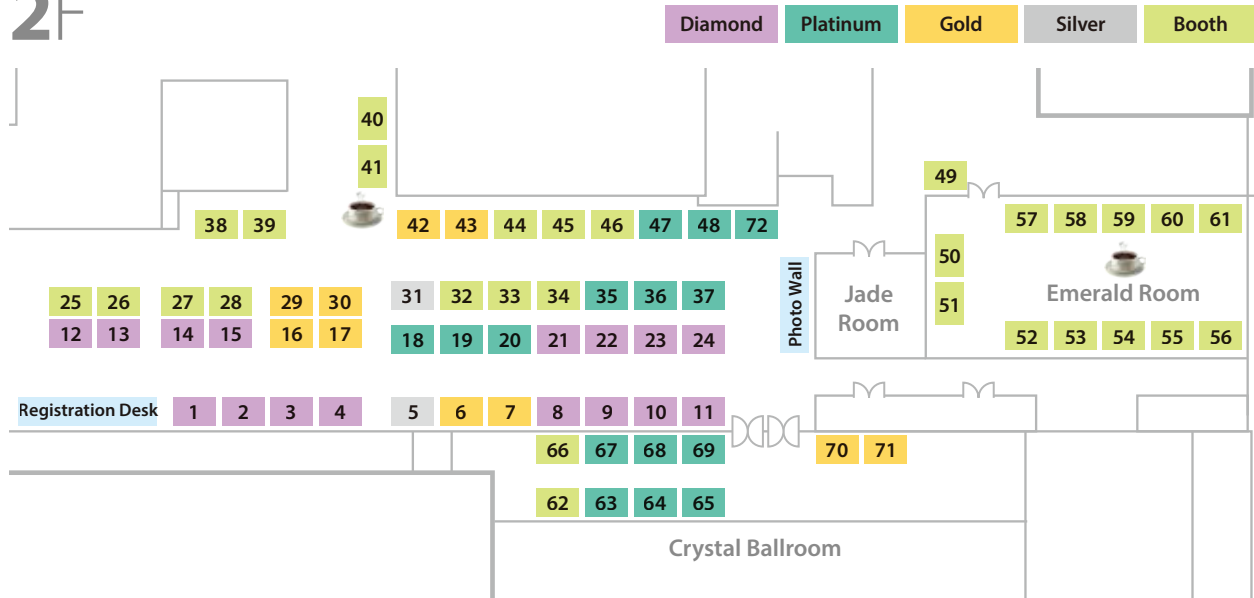 2F
Diamond Platinum Gold Silver Booth
40
41
49
38 39 42 43 44 45 46 47 48 72
57 58 59 60 61
50
51
Photo Wall
Jade
Room
Emerald Room
25 26 27 28 29 30 31 32 33 34 35 36 37
12 13 14 15 16 17 18 19 20 21 22 23 24
52 53 54 55 56
Registration Desk 1 2 3 4 5 6 7 8 9 10 11
66 67 68 69 70 71
62 63 64 65
Crystal Ballroom